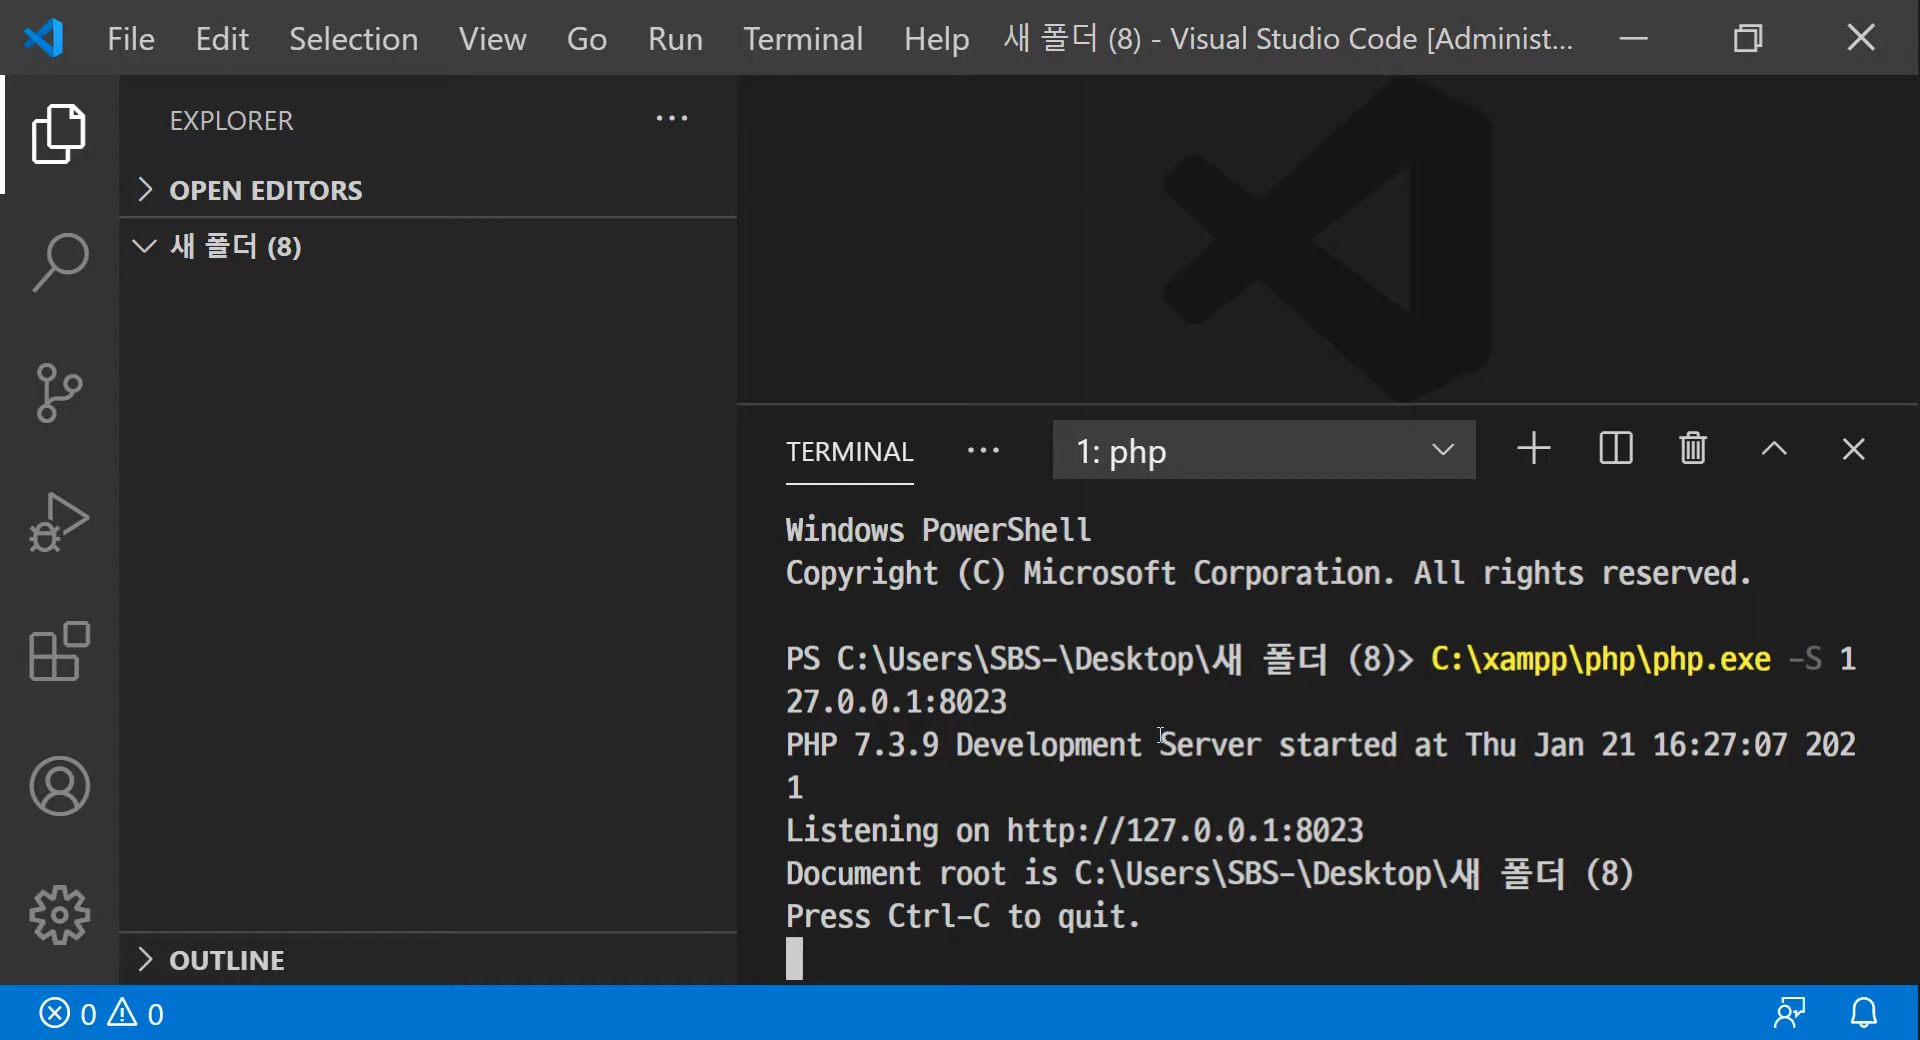 File Edit Selection View Go Run Terminal Help 새 폴더 (8) - Visual Studio Code [Administ...
EXPLORER
OPEN EDITORS
새 폴더 (8)
OUTLINE
TERMINAL 1: php
Windows PowerShell
Copyright (C) Microsoft Corporation. All rights reserved.
PS C:\Users\SBS-\Desktop\새 폴더 (8)> C:\xampp\php\php.exe -S 1
27.0.0.1:8023
PHP 7.3.9 Development Server started at Thu Jan 21 16:27:07 202
1
Listening on http://127.0.0.1:8023
Document root is C:\Users\SBS-\Desktop\새 폴더 (8)
Press Ctrl-C to quit.
0 0